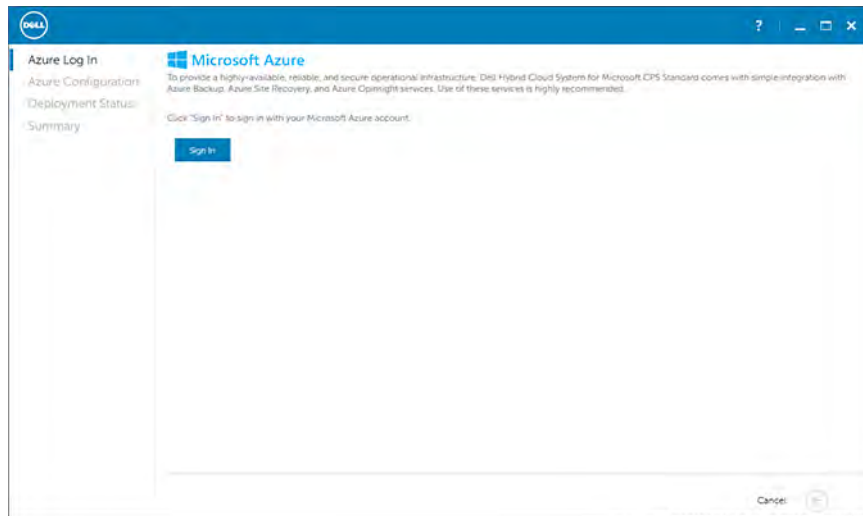 DELL
?
Azure Log In
Azure Configuration
Deployment Status
Summary
Microsoft Azure
To provide a highly-available, reliable, and secure operational infrastructure, Dell Hybrid Cloud System for Microsoft CPS Standard comes with simple integration with
Azure Backup, Azure Site Recovery, and Azure OpInsight services. Use of these services is highly recommended.
Click "Sign In" to sign in with your Microsoft Azure account.
Sign In
Cancel